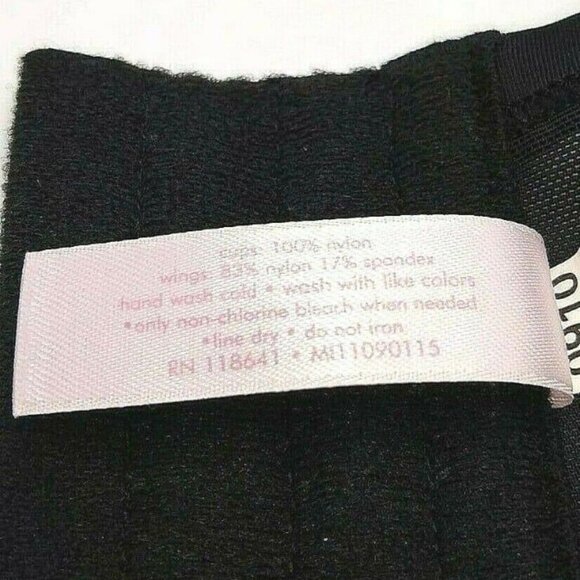 cups: 100% nylon
wings: 83% nylon 17% spandex
hand wash cold • wash with like colors
•only non-chlorine bleach when needed
•line dry • do not iron
RN 118641 • MI11090115